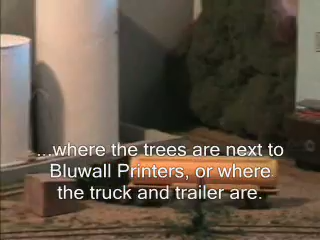 ...where the trees are next to
Bluwall Printers, or where
the truck and trailer are.